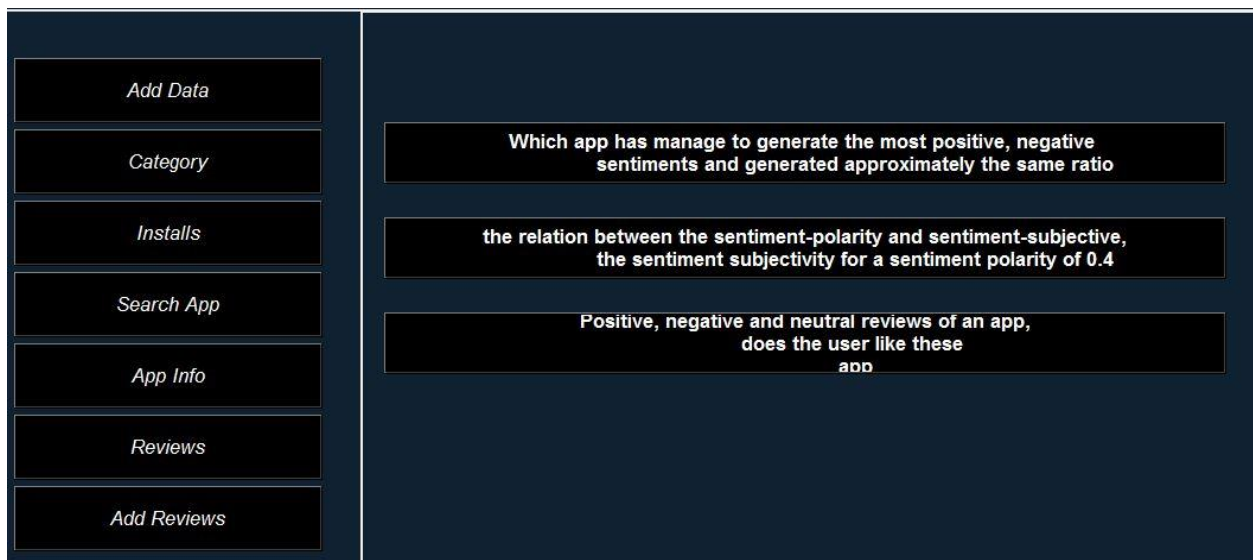 Add Data
Category
Installs
Search App
App Info
Reviews
Add Reviews
Which app has manage to generate the most positive, negative
sentiments and generated approximately the same ratio
the relation between the sentiment-polarity and sentiment-subjective,
the sentiment subjectivity for a sentiment polarity of 0.4
Positive, negative and neutral reviews of an app,
does the user like these
app